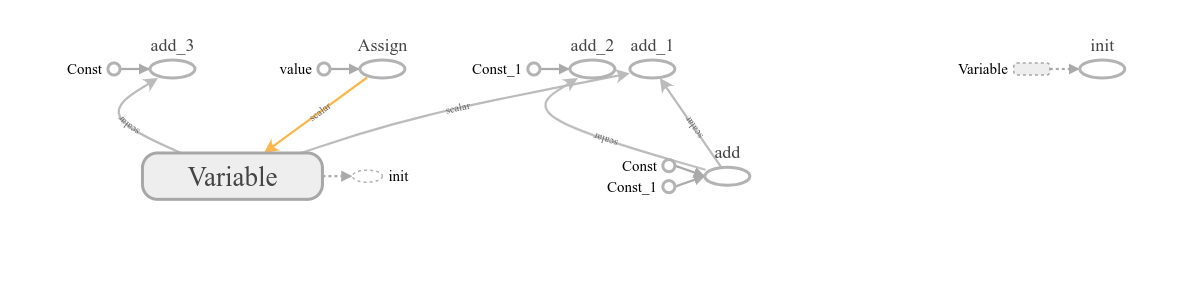 add_3
Assign
add_2
add_1
init
Const
value
Const_1
Variable
scalar
scalar
scalar
scalar
scalar
add
Const
Const_1
Variable
init